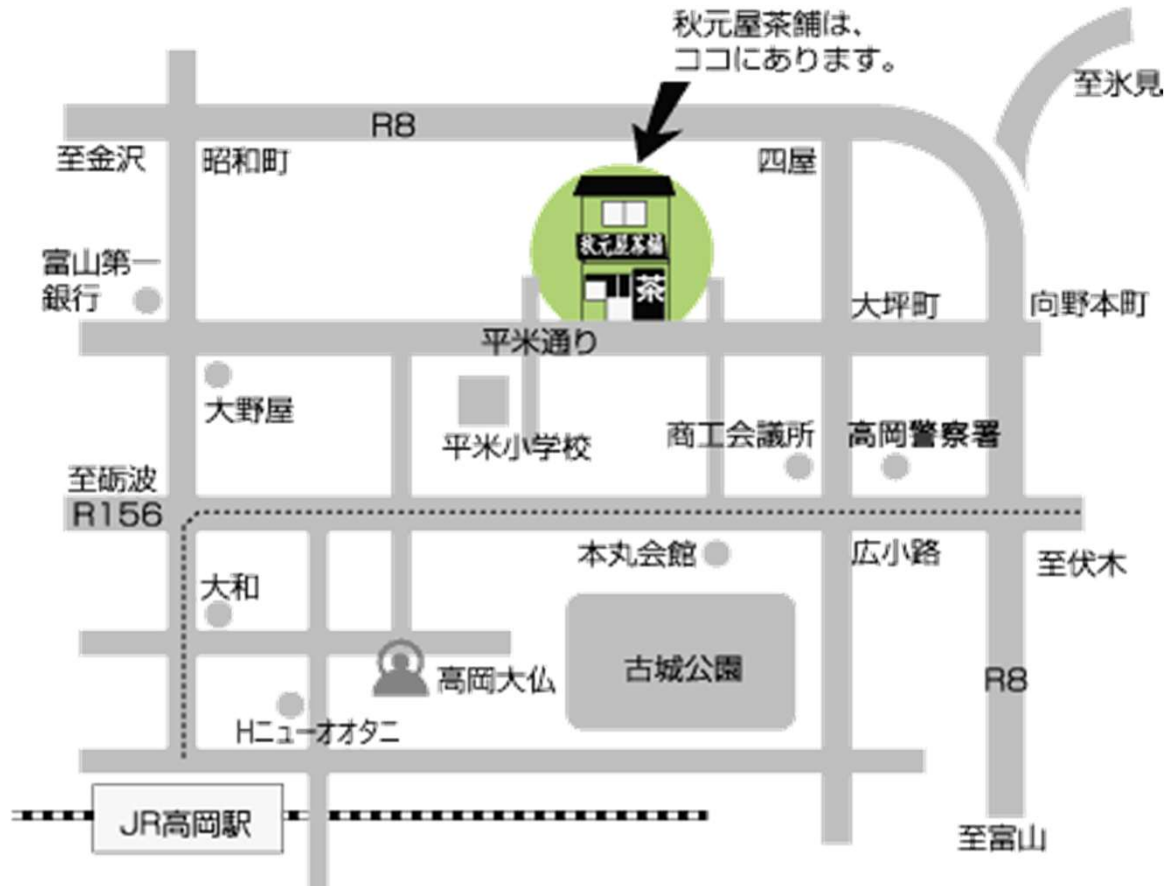 秋元屋茶舗は、
ココにあります。
至氷見
R8
至金沢
昭和町
四屋
秋元屋茶舗
茶
富山第一
銀行
大坪町
向野本町
平米通り
大野屋
平米小学校
商工会議所
高岡警察署
至砺波
R156
本丸会館
広小路
至伏木
大和
高岡大仏
古城公園
R8
Hニューオオタニ
JR高岡駅
至富山